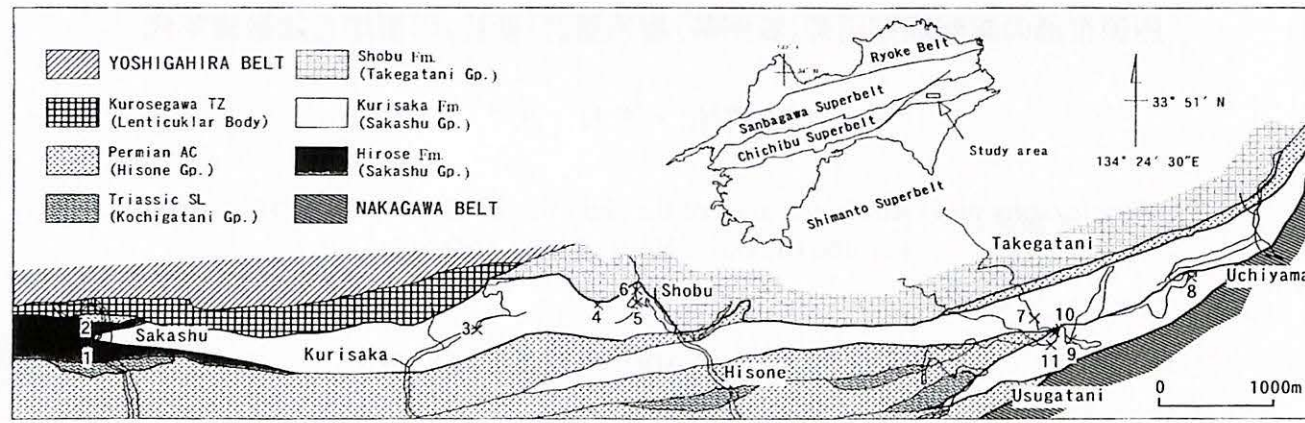 YOSHIGAHIRA BELT
Kurosegawa TZ
(Lenticuklar Body)
Permian AC
(Hisone Gp.)
Triassic SL
(Kochigatani Gp.)
Shobu Fm.
(Takegatani Gp.)
Kurisaka Fm.
(Sakashu Gp.)
Hirose Fm.
(Sakashu Gp.)
NAKAGAWA BELT
Ryoke Belt
Sanbagawa Superbelt
Chichibu Superbelt
Study area
Shimanto Superbelt
33° 51′ N
134° 24′ 30″E
Takegatani
Uchiyama
6
Shobu
4
5
8
7
10
3
2
Sakashu
1
Kurisaka
9
11
Hisone
Usugatani
0 1000m